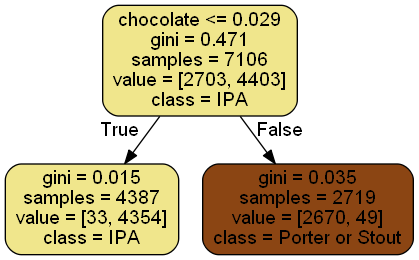 chocolate <= 0.029
gini = 0.471
samples = 7106
value = [2703, 4403]
class = IPA
True
False
gini = 0.015
samples = 4387
value = [33, 4354]
class = IPA
gini = 0.035
samples = 2719
value = [2670, 49]
class = Porter or Stout